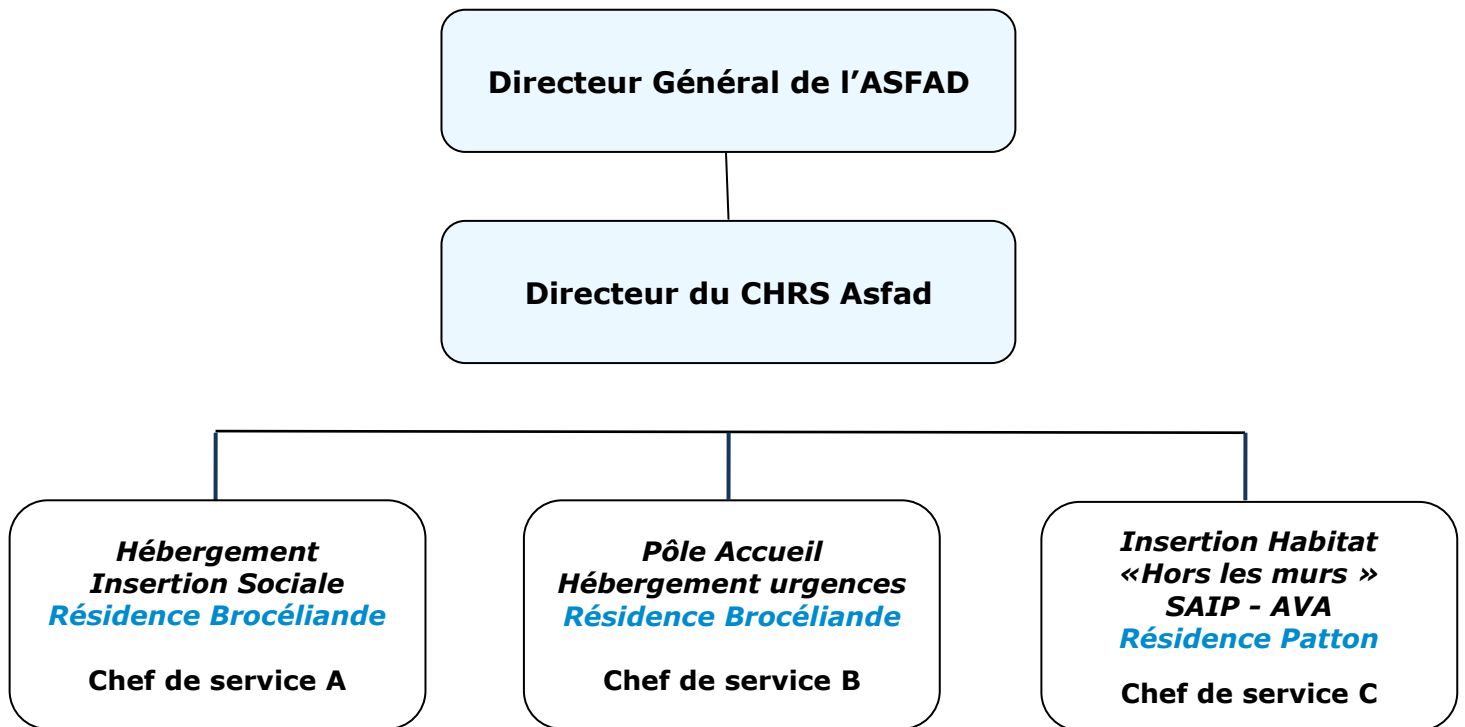 Directeur Général de l’ASFAD
Directeur du CHRS Asfad
Hébergement
Insertion Sociale
Résidence Brocéliande
Chef de service A
Pôle Accueil
Hébergement urgences
Résidence Brocéliande
Chef de service B
Insertion Habitat
«Hors les murs »
SAIP - AVA
Résidence Patton
Chef de service C